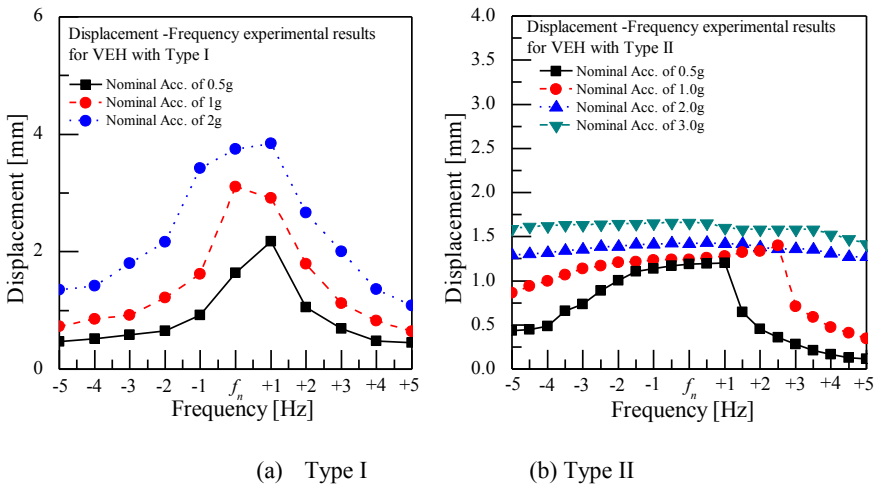 Displacement -Frequency experimental results
for VEH with Type I
Nominal Acc. of 0.5g
Nominal Acc. of 1g
Nominal Acc. of 2g
Displacement [mm]
6
4
2
0
-5 -4 -3 -2 -1 fn +1 +2 +3 +4 +5
Frequency [Hz]
Displacement -Frequency experimental results
for VEH with Type II
Nominal Acc. of 0.5g
Nominal Acc. of 1.0g
Nominal Acc. of 2.0g
Nominal Acc. of 3.0g
Displacement [mm]
4.0
3.5
3.0
2.5
2.0
1.5
1.0
0.5
0.0
-5 -4 -3 -2 -1 fn +1 +2 +3 +4 +5
Frequency [Hz]
(a) Type I
(b) Type II